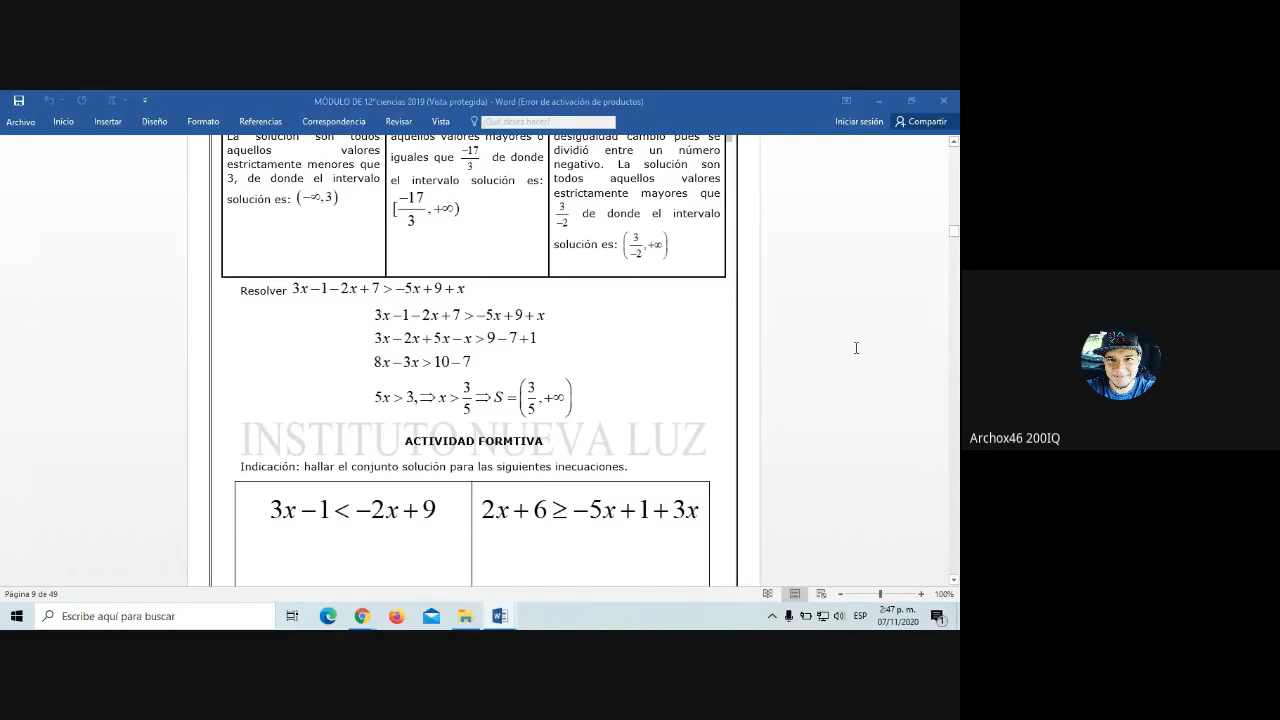 MÓDULO DE 12°ciencias 2019 (Vista protegida) - Word (Error de activación de productos)
Archivo Inicio Insertar Diseño Formato Referencias Correspondencia Revisar Vista ¿Qué desea hacer? Iniciar sesión Compartir
La solución son todos
aquellos valores
estrictamente menores que
3, de donde el intervalo
solución es: (−∞,3)
aquellos valores mayores o
iguales que −17/3 de donde
el intervalo solución es:
[−17/3, +∞)
desigualdad cambio pues se
dividió entre un número
negativo. La solución son
todos aquellos valores
estrictamente mayores que
3/−2 de donde el intervalo
solución es: (3/−2, +∞)
Resolver 3x−1−2x+7>−5x+9+x
3x−1−2x+7>−5x+9+x
3x−2x+5x−x>9−7+1
8x−3x>10−7
5x>3,⇒x>3/5⇒S=(3/5,+∞)
INSTITUTO NUEVA LUZ
ACTIVIDAD FORMTIVA
Indicación: hallar el conjunto solución para las siguientes inecuaciones.
3x−1<−2x+9
2x+6≥−5x+1+3x
Archox46 200IQ
Página 9 de 49
100%
Escribe aquí para buscar
ESP
2:47 p. m.
07/11/2020
1